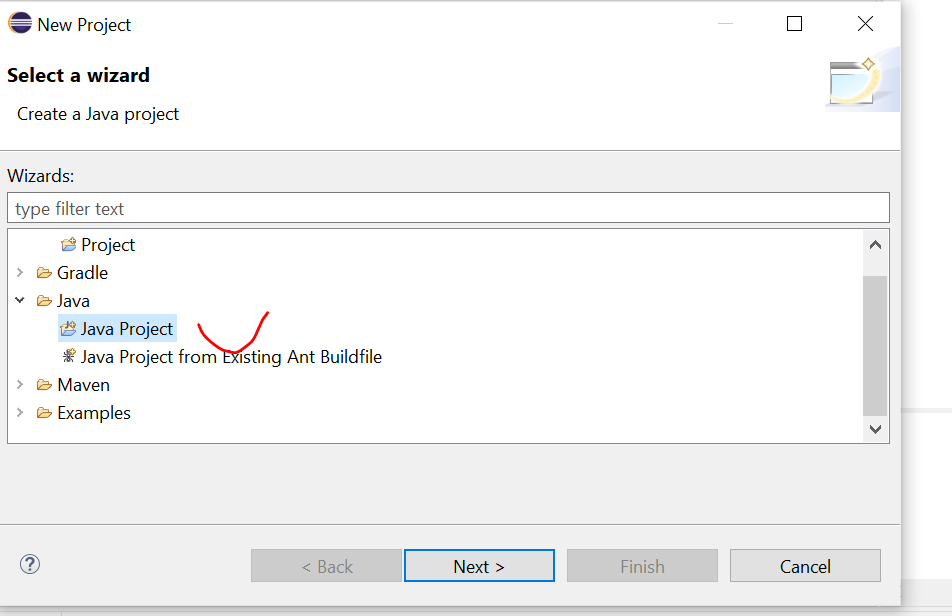 New Project
Select a wizard
Create a Java project
Wizards:
type filter text
Project
Gradle
Java
Java Project
Java Project from Existing Ant Buildfile
Maven
Examples
? < Back Next > Finish Cancel